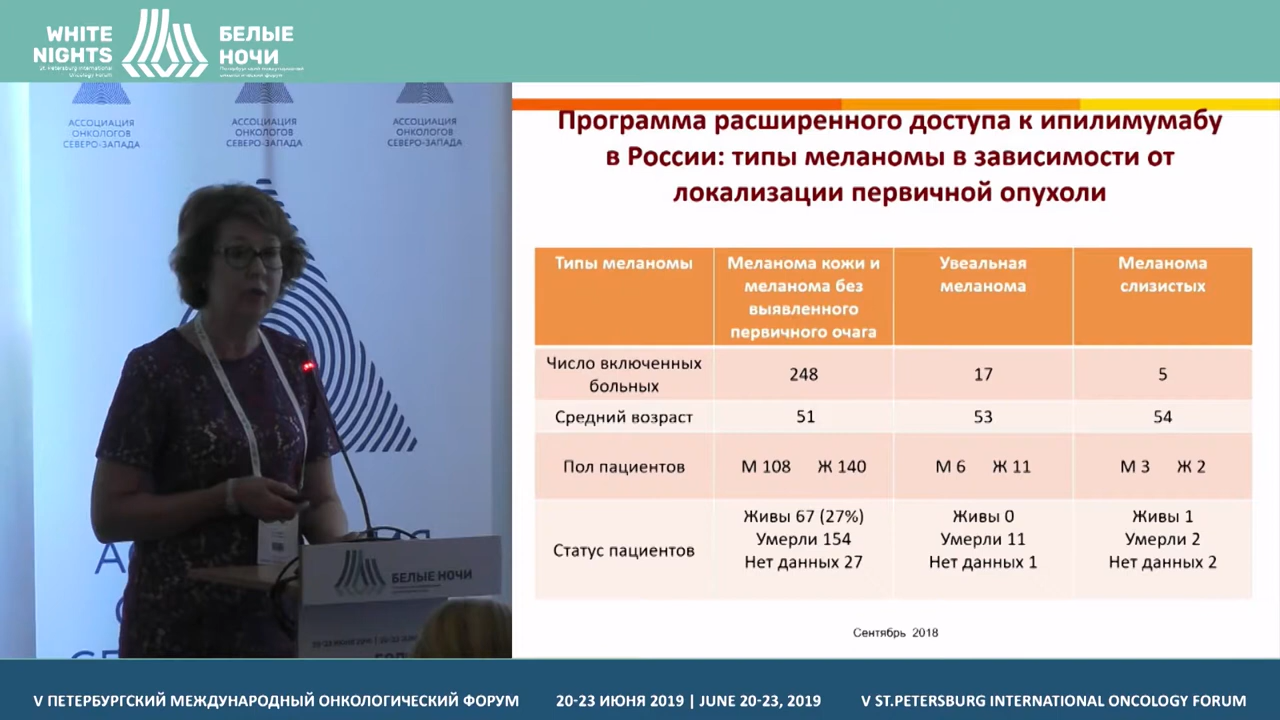 WHITE
NIGHTS
St. Petersburg International
Oncology Forum
БЕЛЫЕ
НОЧИ
АССОЦИАЦИЯ
ОНКОЛОГОВ
СЕВЕРО-ЗАПАДА
АССОЦИАЦИЯ
ОНКОЛОГОВ
СЕВЕРО-ЗАПАДА
АССОЦИАЦИЯ
ОНКОЛОГОВ
СЕВЕРО-ЗАПАДА
БЕЛЫЕ НОЧИ
Программа расширенного доступа к ипилимумабу
в России: типы меланомы в зависимости от
локализации первичной опухоли
Типы меланомы
Меланома кожи и
меланома без
выявленного
первичного очага
Увеальная
меланома
Меланома
слизистых
Число включенных
больных
248
17
5
Средний возраст
51
53
54
Пол пациентов
М 108 Ж 140
М 6 Ж 11
М 3 Ж 2
Статус пациентов
Живы 67 (27%)
Умерли 154
Нет данных 27
Живы 0
Умерли 11
Нет данных 1
Живы 1
Умерли 2
Нет данных 2
Сентябрь 2018
V ПЕТЕРБУРГСКИЙ МЕЖДУНАРОДНЫЙ ОНКОЛОГИЧЕСКИЙ ФОРУМ
20-23 ИЮНЯ 2019 | JUNE 20-23, 2019
V ST.PETERSBURG INTERNATIONAL ONCOLOGY FORUM